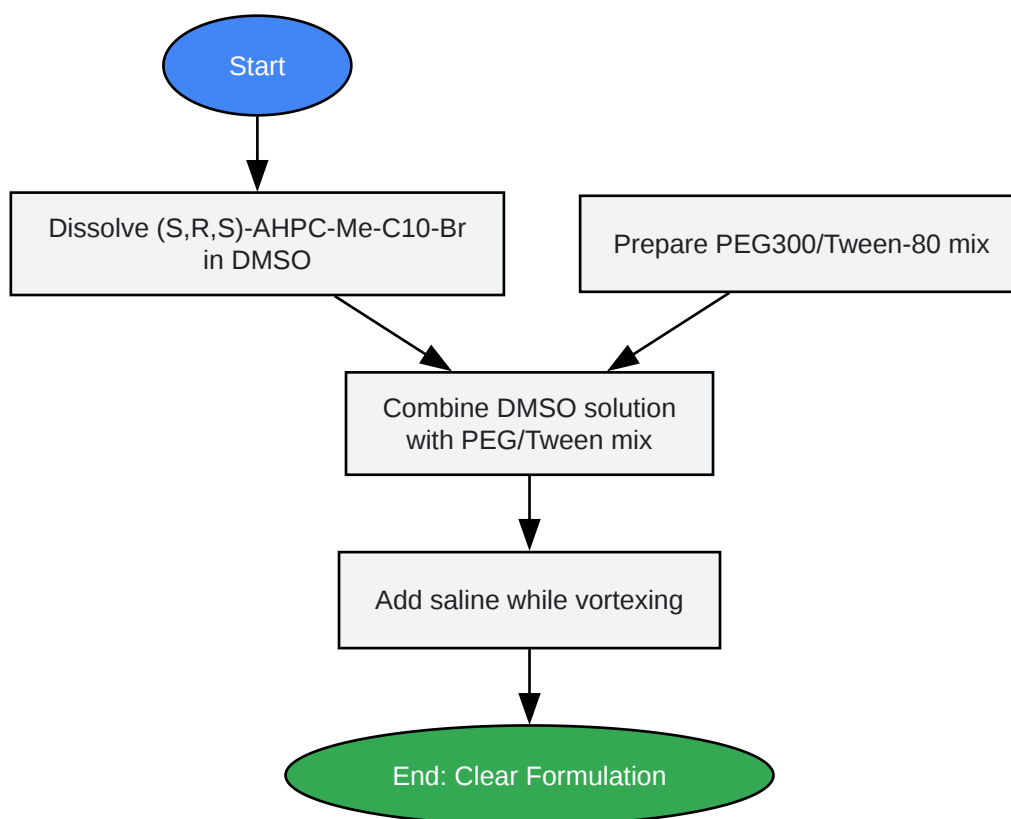 Start
Dissolve (S,R,S)-AHPC-Me-C10-Br
in DMSO
Prepare PEG300/Tween-80 mix
Combine DMSO solution
with PEG/Tween mix
Add saline while vortexing
End: Clear Formulation